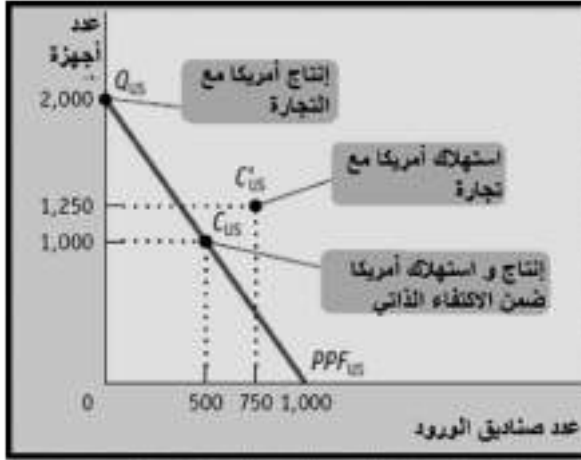 عدد
أجهزة
Q_US
إنتاج أمريكا مع
التجارة
2,000
استهلاك أمريكا مع
تجارة
C'_US
1,250
C_US
1,000
إنتاج و استهلاك أمريكا
ضمن الاكتفاء الذاتي
PPF_US
0 500 750 1,000
عدد صناديق الورود